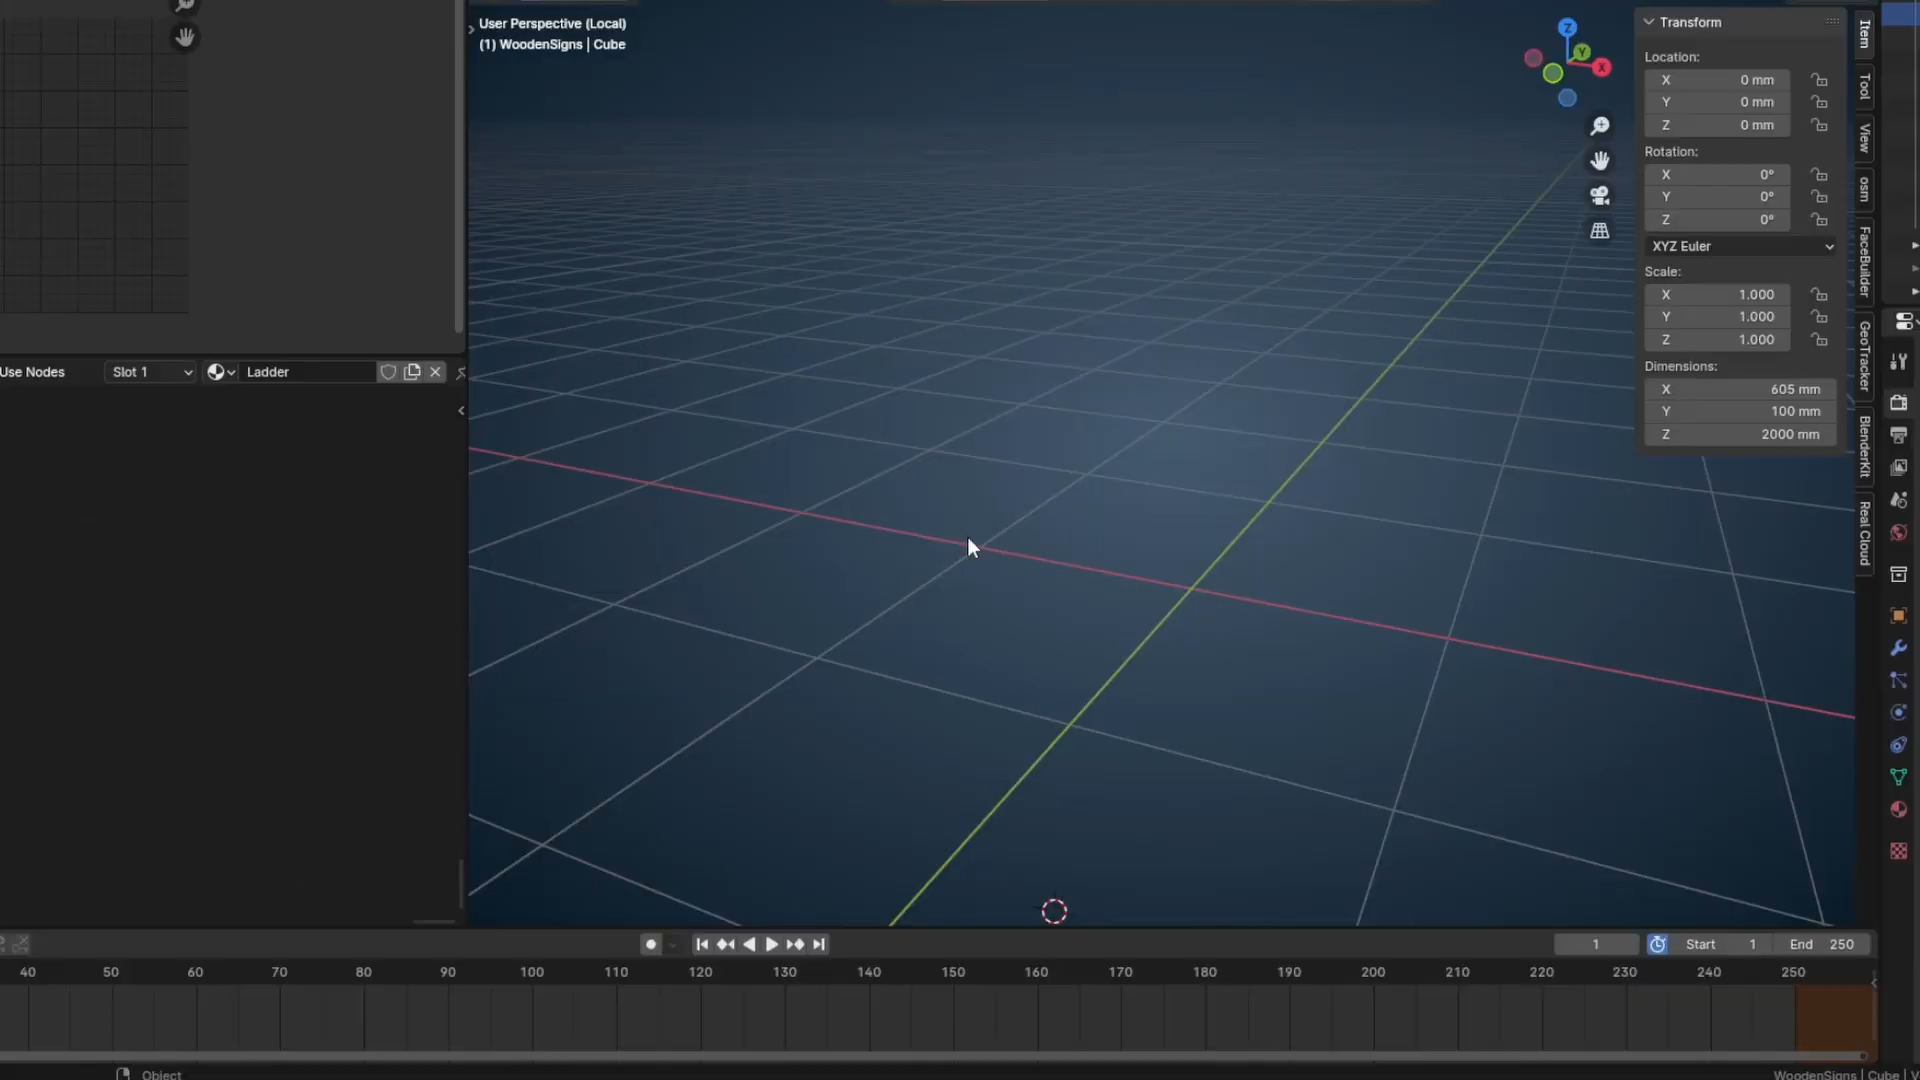 User Perspective (Local)
(1) WoodenSigns | Cube
Z
Y
X
Transform
Location:
X 0 mm
Y 0 mm
Z 0 mm
Rotation:
X 0°
Y 0°
Z 0°
XYZ Euler
Scale:
X 1.000
Y 1.000
Z 1.000
Dimensions:
X 605 mm
Y 100 mm
Z 2000 mm
Item
Tool
View
osm
FaceBuilder
GeoTracker
BlenderKit
Real Cloud
Use Nodes
Slot 1
Ladder
1
Start 1
End 250
40 50 60 70 80 90 100 110 120 130 140 150 160 170 180 190 200 210 220 230 240 250
Object
WoodenSigns | Cube | V